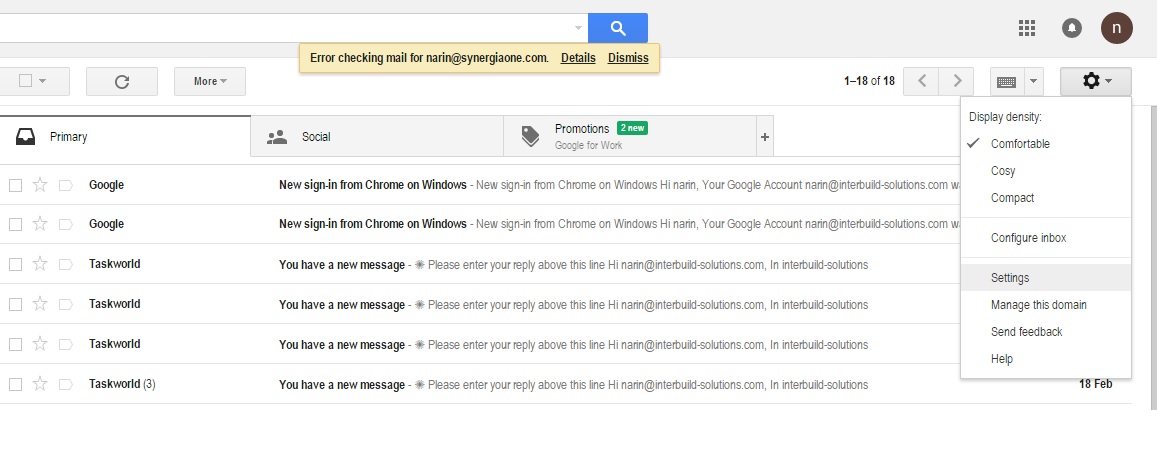 n
Error checking mail for narin@synergiaone.com. Details Dismiss
More
1–18 of 18
Display density:
Comfortable
Cosy
Compact
Configure inbox
Settings
Manage this domain
Send feedback
Help
Primary
Social
Promotions 2 new
Google for Work
+
Google New sign-in from Chrome on Windows - New sign-in from Chrome on Windows Hi narin, Your Google Account narin@interbuild-solutions.com
Google New sign-in from Chrome on Windows - New sign-in from Chrome on Windows Hi narin, Your Google Account narin@interbuild-solutions.com
Taskworld You have a new message - ✳ Please enter your reply above this line Hi narin@interbuild-solutions.com, In interbuild-solutions
Taskworld You have a new message - ✳ Please enter your reply above this line Hi narin@interbuild-solutions.com, In interbuild-solutions
Taskworld You have a new message - ✳ Please enter your reply above this line Hi narin@interbuild-solutions.com, In interbuild-solutions
Taskworld (3) You have a new message - ✳ Please enter your reply above this line Hi narin@interbuild-solutions.com, In interbuild-solutions
18 Feb